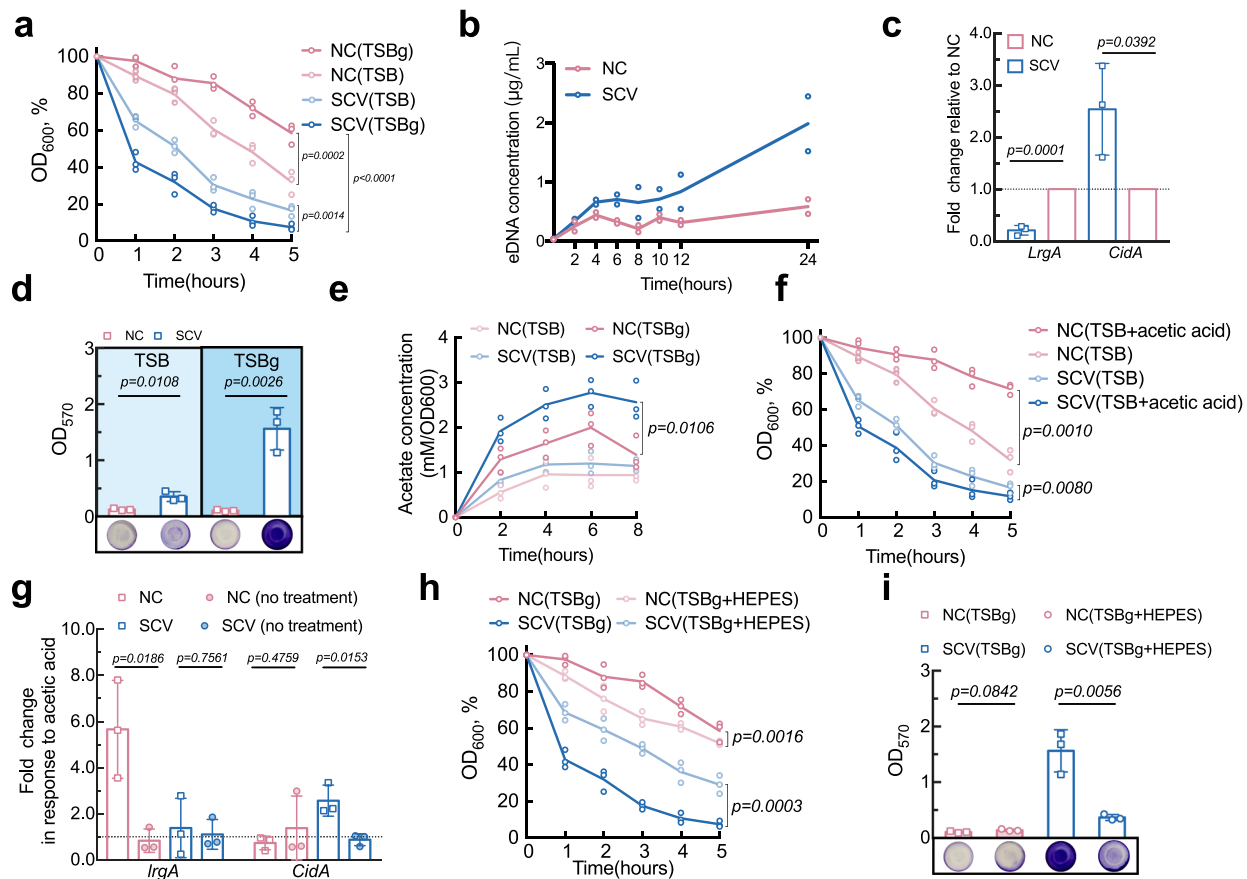 a
100
80
60
40
20
0
OD600, %
0 1 2 3 4 5
Time(hours)
NC(TSBg)
NC(TSB)
SCV(TSB)
SCV(TSBg)
p=0.0002
p<0.0001
p=0.0014
b
3
2
1
0
eDNA concentration (µg/mL)
2 4 6 8 10 12 24
Time(hours)
NC
SCV
c
Fold change relative to NC
4.0
3.0
2.0
1.0
0.0
NC
SCV
p=0.0392
p=0.0001
LrgA CidA
d
NC SCV
3
2
1
0
OD570
TSB TSBg
p=0.0108 p=0.0026
e
NC(TSB) NC(TSBg)
SCV(TSB) SCV(TSBg)
Acetate concentration
(mM/OD600)
4
3
2
1
0
0 2 4 6 8
Time(hours)
p=0.0106
f
100
80
60
40
20
0
OD600, %
0 1 2 3 4 5
Time(hours)
NC(TSB+acetic acid)
NC(TSB)
SCV(TSB)
SCV(TSB+acetic acid)
p=0.0010
p=0.0080
g
NC NC (no treatment)
SCV SCV (no treatment)
Fold change
in response to acetic acid
10.0
8.0
6.0
4.0
2.0
0.0
p=0.0186 p=0.7561 p=0.4759 p=0.0153
lrgA CidA
h
NC(TSBg) NC(TSBg+HEPES)
SCV(TSBg) SCV(TSBg+HEPES)
100
80
60
40
20
0
OD600, %
0 1 2 3 4 5
Time(hours)
p=0.0016
p=0.0003
i
NC(TSBg) NC(TSBg+HEPES)
SCV(TSBg) SCV(TSBg+HEPES)
3
2
1
0
OD570
p=0.0842 p=0.0056